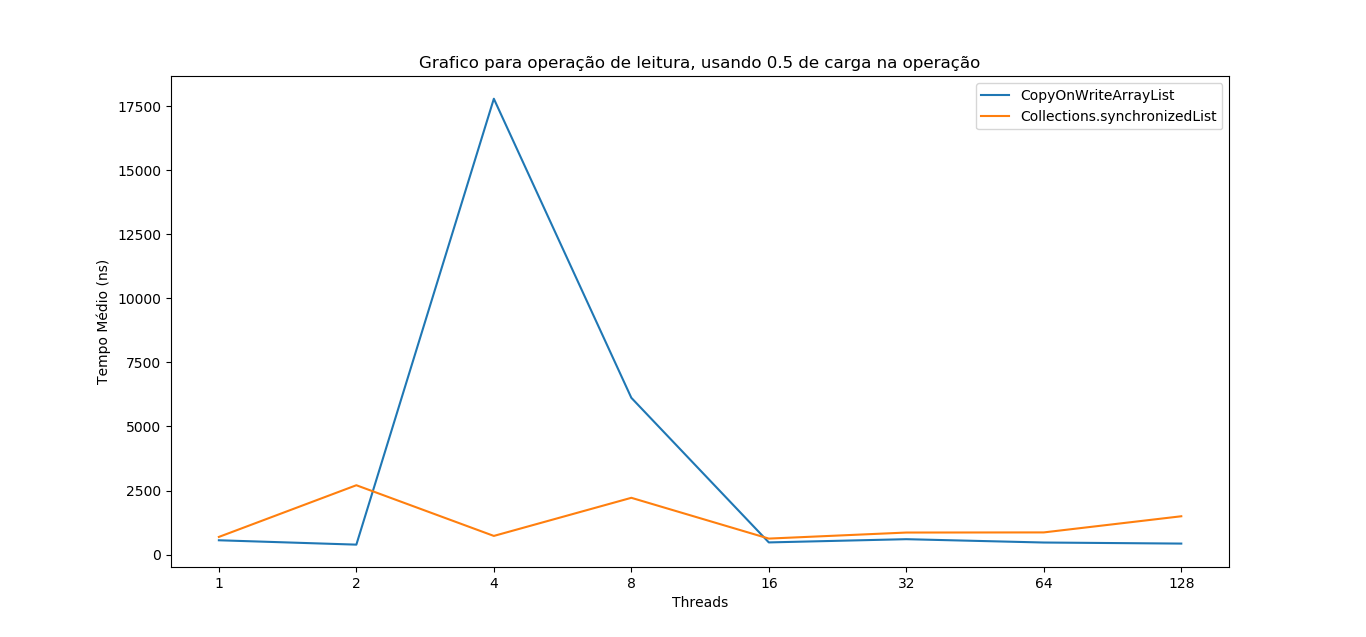 Grafico para operação de leitura, usando 0.5 de carga na operação
CopyOnWriteArrayList
Collections.synchronizedList
17500
15000
12500
10000
7500
5000
2500
0
Tempo Médio (ns)
1 2 4 8 16 32 64 128
Threads